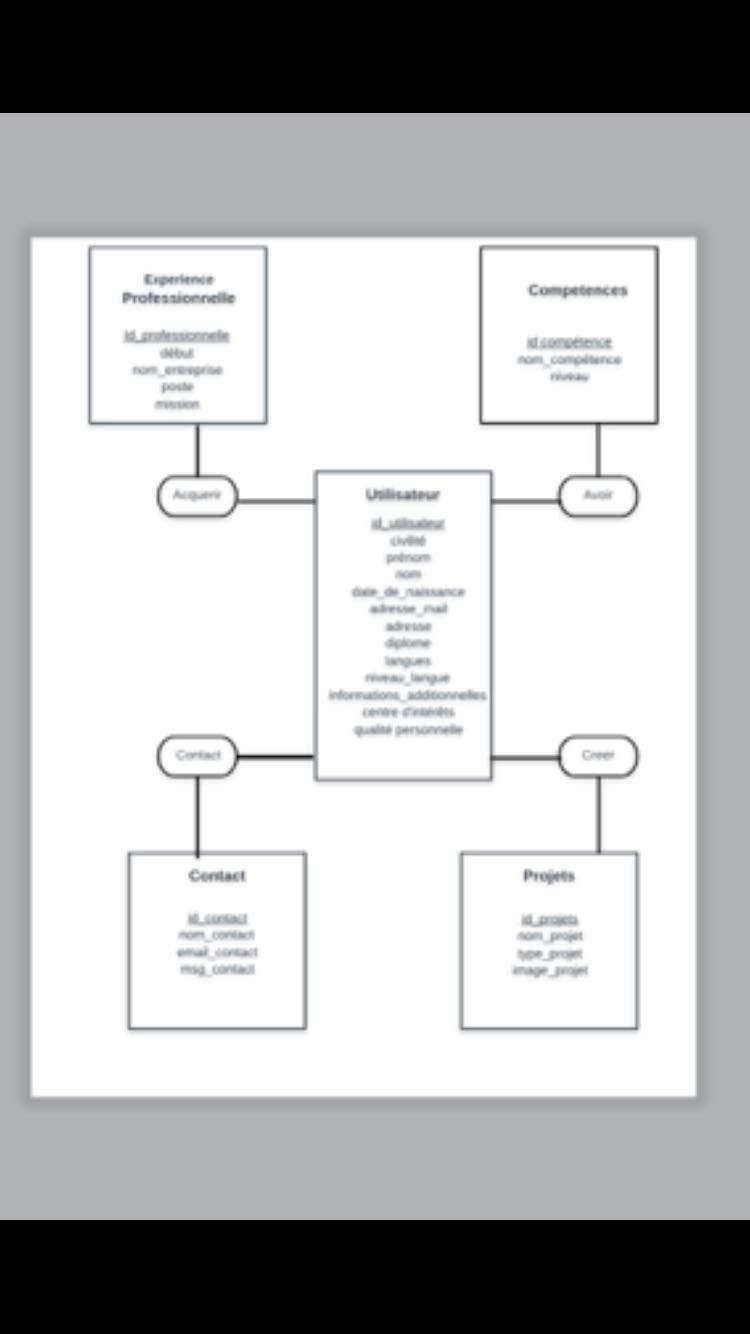 Experience
Professionnelle
Id_professionnelle
début
nom_entreprise
poste
mission
Competences
id compétence
nom_compétence
niveau
Acquerir
Avoir
Utilisateur
id_utilisateur
civilité
prénom
nom
date_de_naissance
adresse_mail
adresse
diplome
langues
niveau_langue
informations_additionnelles
centre d'intérêts
qualité personnelle
Contact
Creer
Contact
id_contact
nom_contact
email_contact
msg_contact
Projets
id_projets
nom_projet
type_projet
image_projet